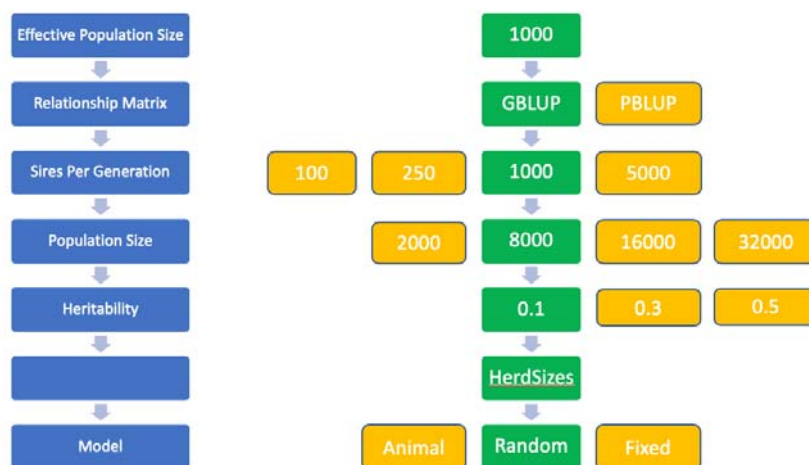 Effective Population Size
1000
Relationship Matrix
GBLUP
PBLUP
Sires Per Generation
100
250
1000
5000
Population Size
2000
8000
16000
32000
Heritability
0.1
0.3
0.5
HerdSizes
Model
Animal
Random
Fixed